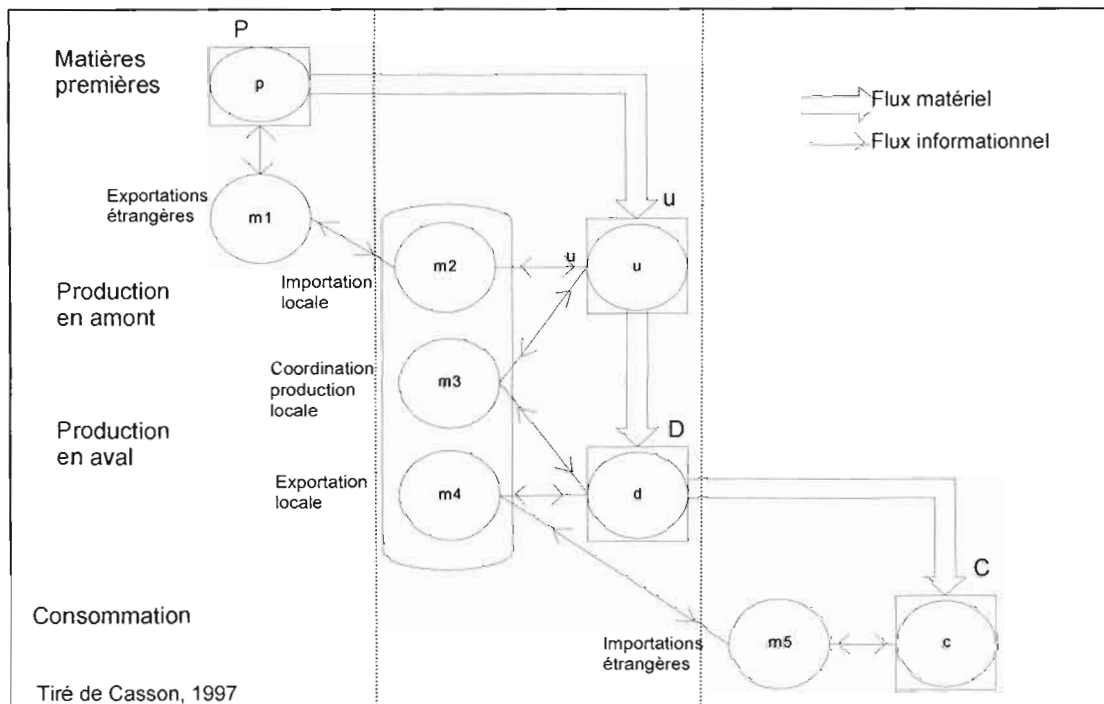 P
Matières
premières
p
Flux matériel
Flux informationnel
Exportations
étrangères
m1
u
m2
u
u
Importation
locale
Production
en amont
Coordination
production
locale
m3
Production
en aval
D
Exportation
locale
m4
d
C
Consommation
Importations
étrangères
m5
c
Tiré de Casson, 1997